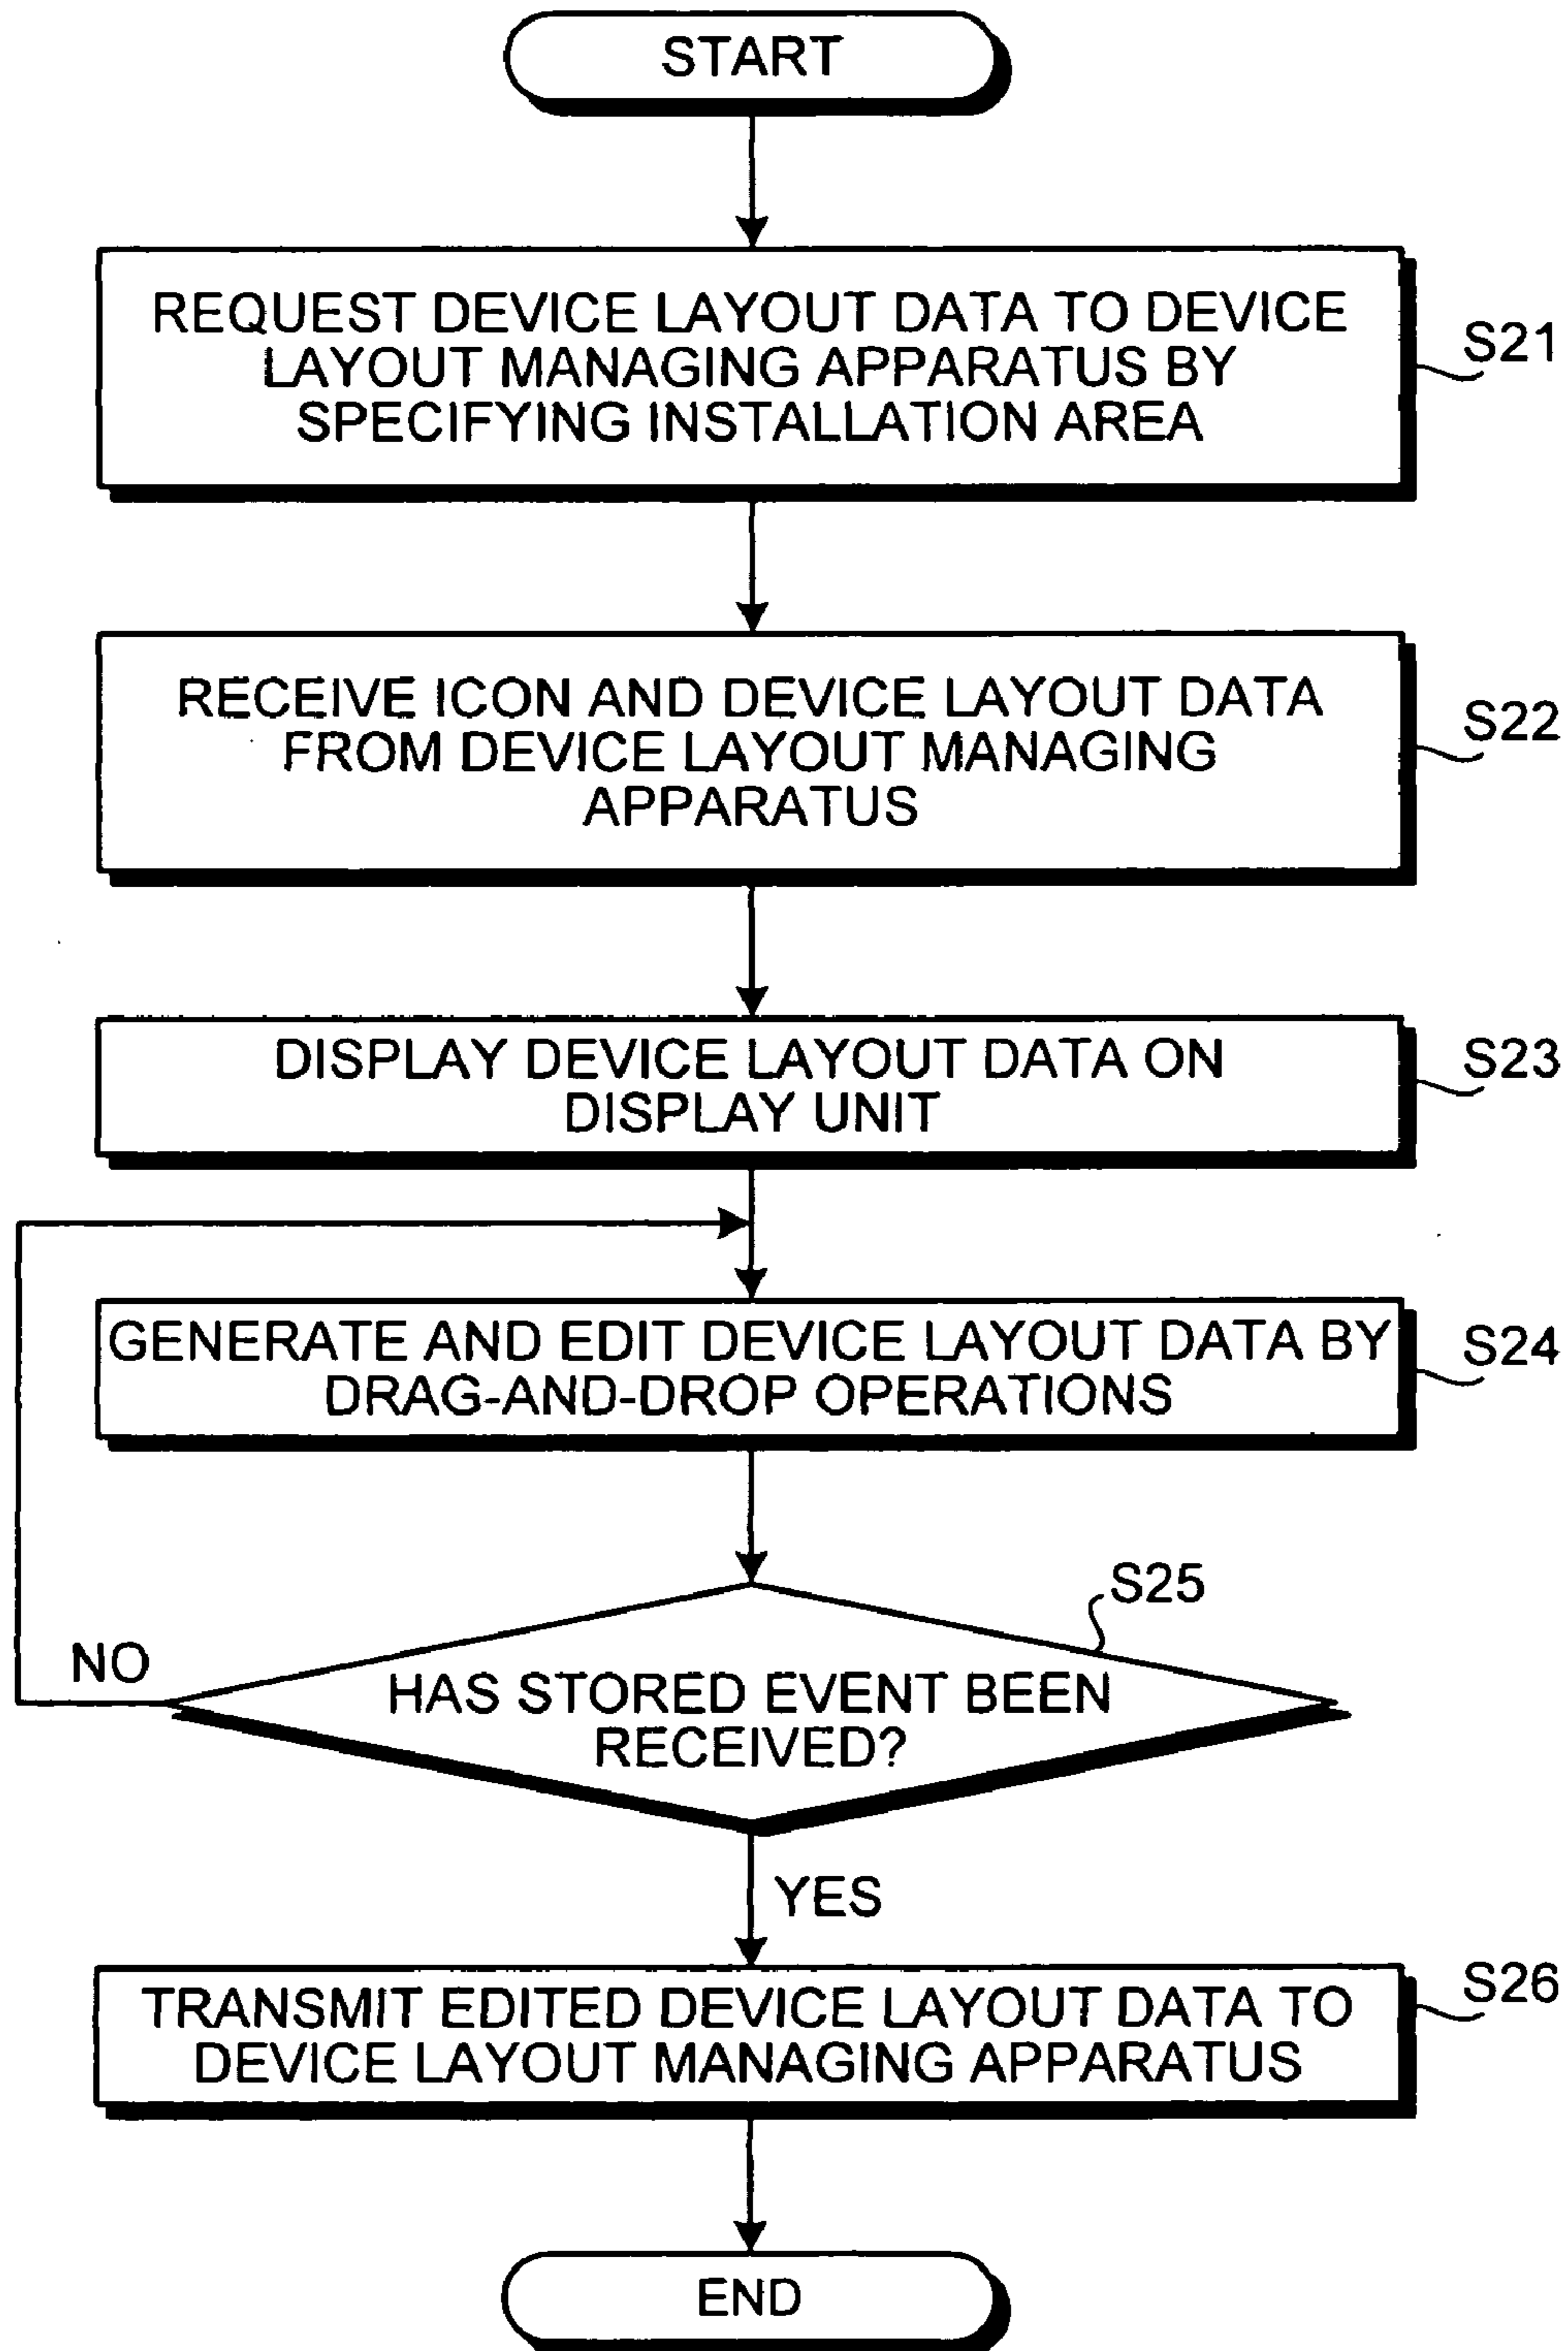 START
REQUEST DEVICE LAYOUT DATA TO DEVICE
LAYOUT MANAGING APPARATUS BY
SPECIFYING INSTALLATION AREA
S21
RECEIVE ICON AND DEVICE LAYOUT DATA
FROM DEVICE LAYOUT MANAGING
APPARATUS
S22
DISPLAY DEVICE LAYOUT DATA ON
DISPLAY UNIT
S23
GENERATE AND EDIT DEVICE LAYOUT DATA BY
DRAG-AND-DROP OPERATIONS
S24
S25
NO
HAS STORED EVENT BEEN
RECEIVED?
YES
TRANSMIT EDITED DEVICE LAYOUT DATA TO
DEVICE LAYOUT MANAGING APPARATUS
S26
END